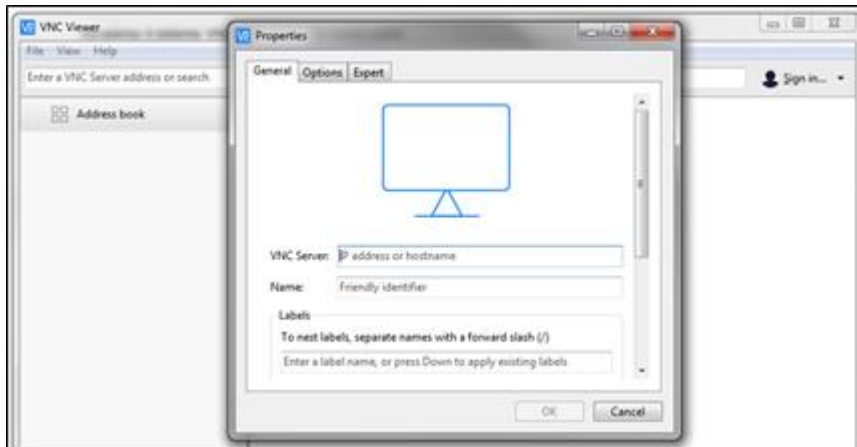 VNC Viewer
File View Help
Enter a VNC Server address or search
Sign in...
Address book
Properties
General Options Expert
VNC Server: IP address or hostname
Name: Friendly identifier
Labels
To nest labels, separate names with a forward slash (/)
Enter a label name, or press Down to apply existing labels
OK Cancel